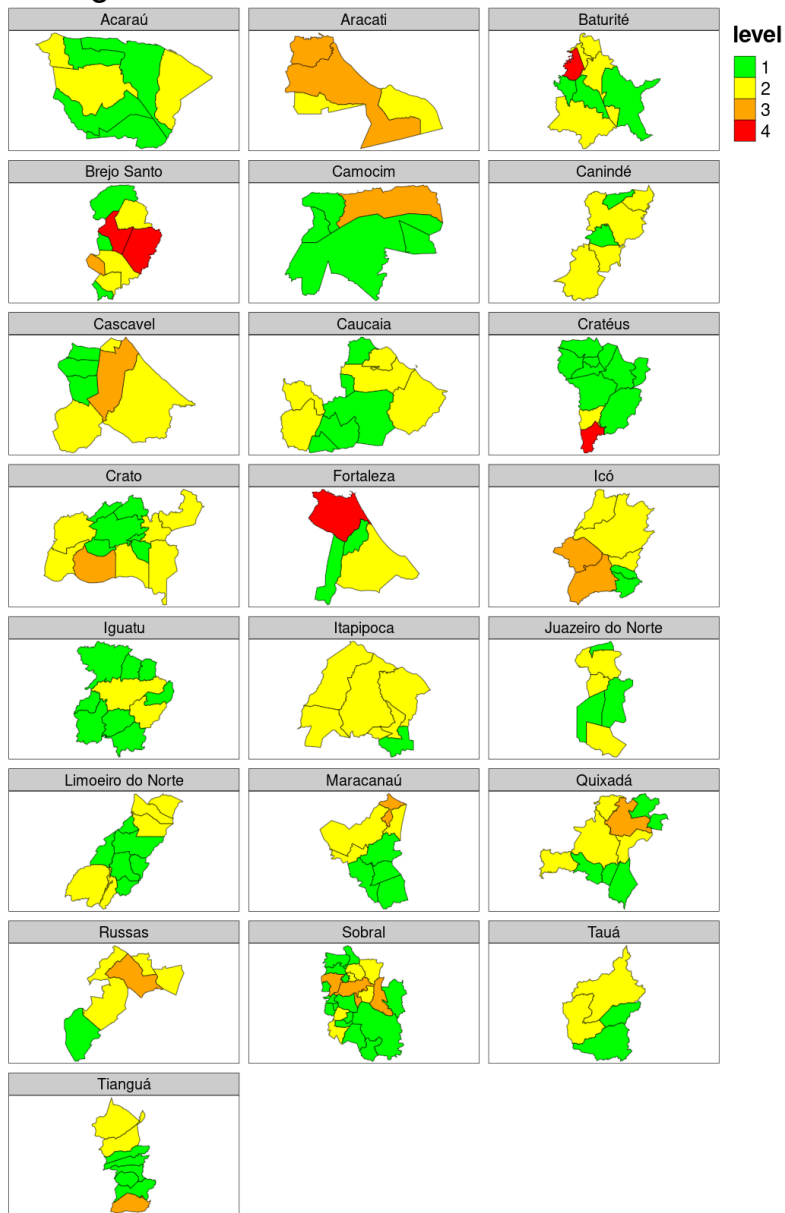 Acaraú
Aracati
Baturité
level
1
2
3
4
Brejo Santo
Camocim
Canindé
Cascavel
Caucaia
Cratéus
Crato
Fortaleza
Icó
Iguatu
Itapipoca
Juazeiro do Norte
Limoeiro do Norte
Maracanaú
Quixadá
Russas
Sobral
Tauá
Tianguá